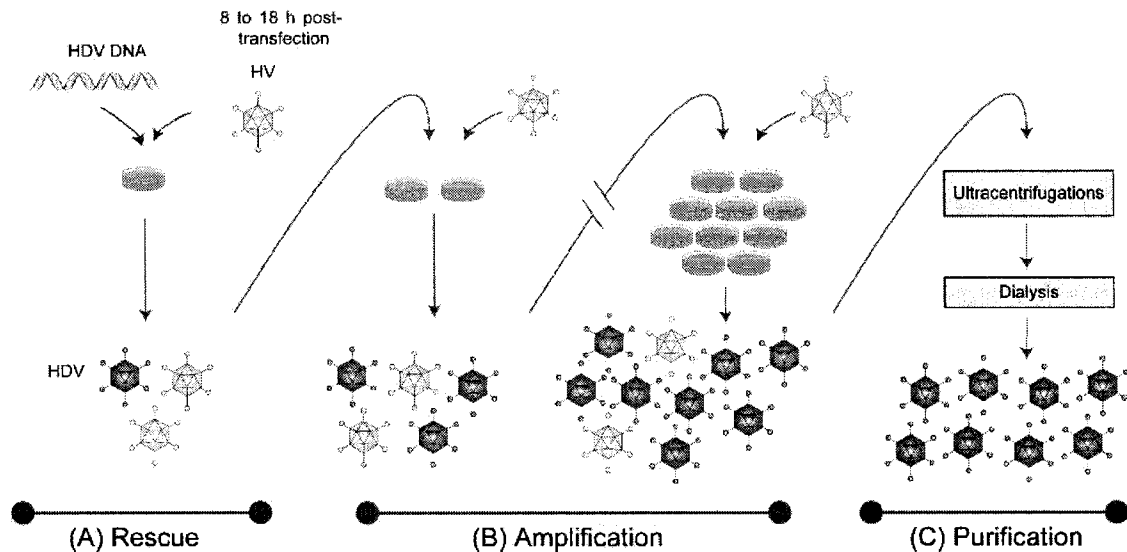 8 to 18 h post-
transfection
HDV DNA
HV
Ultracentrifugations
Dialysis
HDV
(A) Rescue
(B) Amplification
(C) Purification